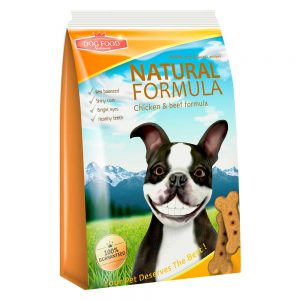 DOG FOOD
NATURAL
FORMULA
Chicken & beef formula
Well balanced
Shiny coat
Bright eyes
Healthy teeth
100%
GUARANTEED
Your Pet Deserves The Best!